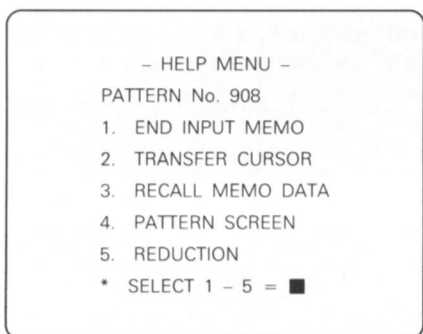 – HELP MENU –
PATTERN No. 908
1. END INPUT MEMO
2. TRANSFER CURSOR
3. RECALL MEMO DATA
4. PATTERN SCREEN
5. REDUCTION
* SELECT 1 – 5 = ■